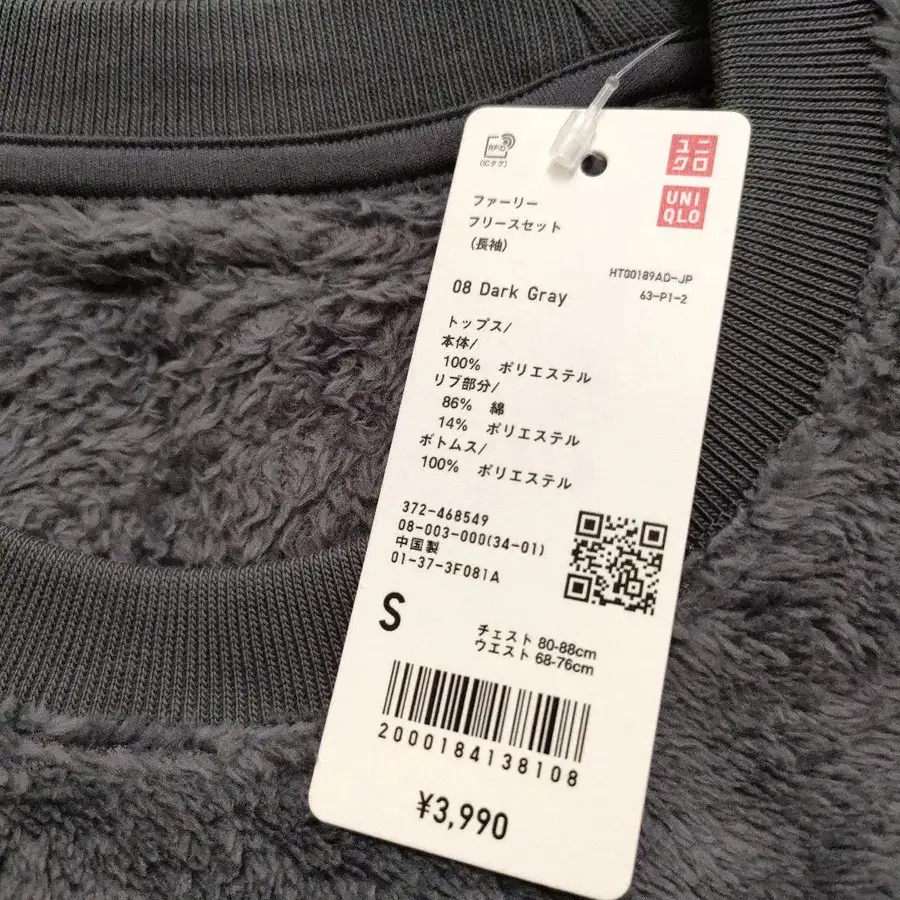 RFID
(ICタグ)
ユニ
クロ
UNI
QLO
ファーリー
フリースセット
(長袖)
HT00189AD-JP
63-P1-2
08 Dark Gray
トップス/
本体/
100% ポリエステル
リブ部分/
86% 綿
14% ポリエステル
ボトムス/
100% ポリエステル
372-468549
08-003-000(34-01)
中国製
01-37-3F081A
S
チェスト 80-88cm
ウエスト 68-76cm
2000184138108
¥3,990